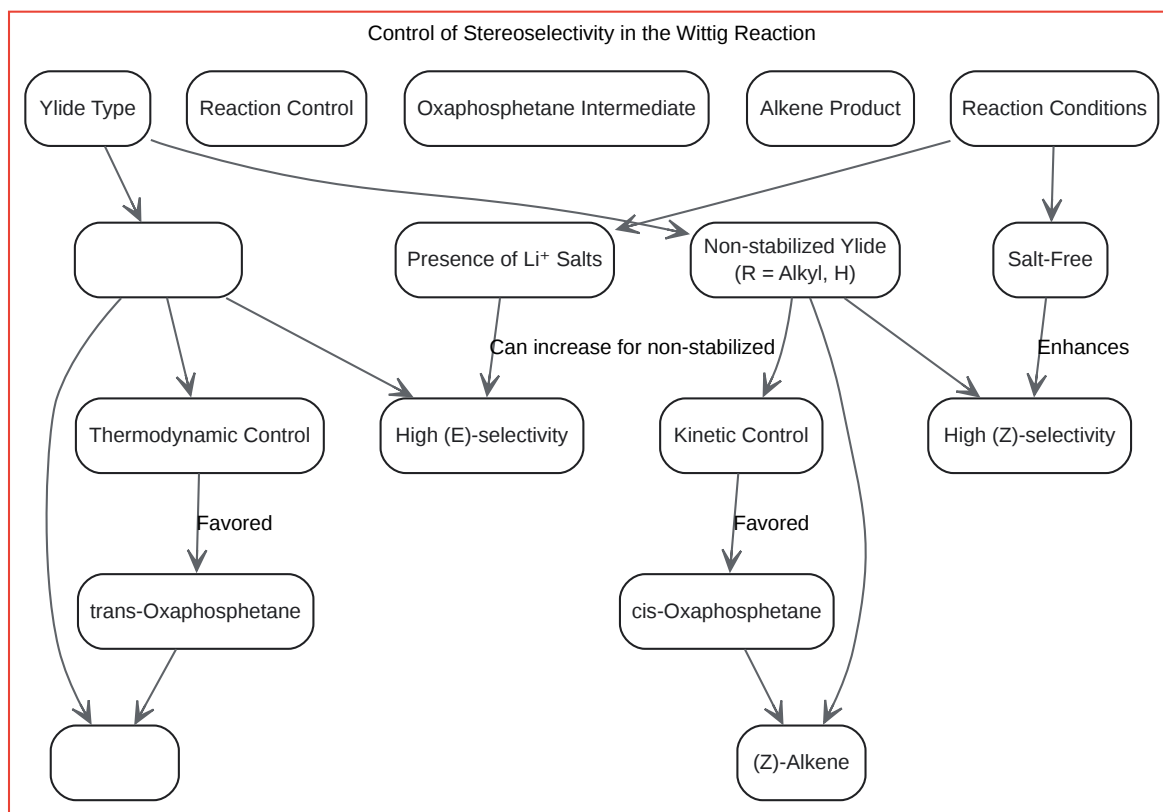 Control of Stereoselectivity in the Wittig Reaction
Ylide Type
Reaction Control
Oxaphosphetane Intermediate
Alkene Product
Reaction Conditions
Presence of Li⁺ Salts
Non-stabilized Ylide
(R = Alkyl, H)
Salt-Free
Can increase for non-stabilized
Enhances
Thermodynamic Control
High (E)-selectivity
Kinetic Control
High (Z)-selectivity
Favored
Favored
trans-Oxaphosphetane
cis-Oxaphosphetane
(Z)-Alkene